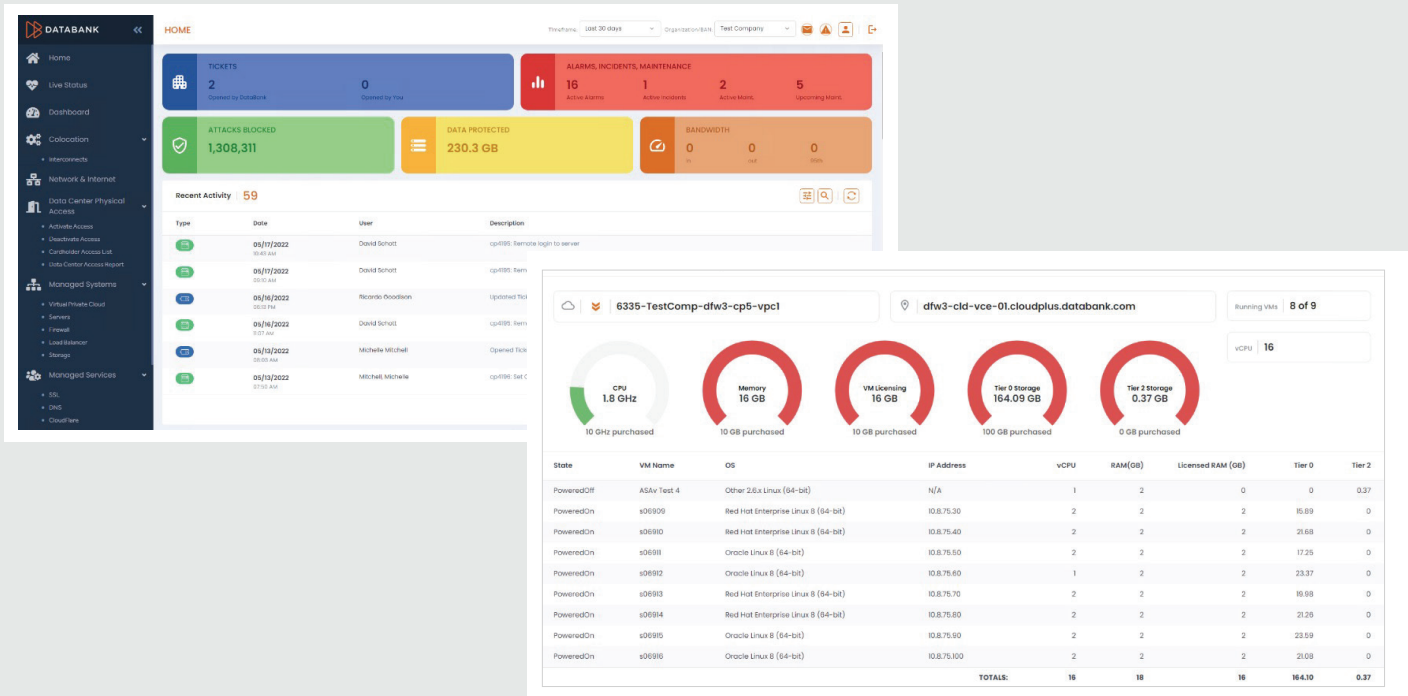 DATABANK
HOME
Timeframe: Last 30 days Organization/BAN: Test Company
Home
Live Status
Dashboard
Colocation
Interconnects
Network & Internet
Data Center Physical
Access
Activate Access
Deactivate Access
Cardholder Access List
Data Center Access Report
Managed Systems
Virtual Private Cloud
Servers
Firewall
Load Balancer
Storage
Managed Services
SSL
DNS
CloudFlare
TICKETS
2 0
Opened by DataBank Opened by You
ALARMS, INCIDENTS, MAINTENANCE
16 1 2 5
Active Alarms Active Incidents Active Maint. Upcoming Maint.
ATTACKS BLOCKED
1,308,311
DATA PROTECTED
230.3 GB
BANDWIDTH
0 0 0
in out 95th
Recent Activity 59
Type Date User Description
05/17/2022 David Schott cp4195: Remote login to server
10:43 AM
05/17/2022 David Schott cp4195: Rem
05/16/2022 Ricardo Goodison Updated Tic
05/16/2022 David Schott cp4195: Rem
05/13/2022 Michelle Mitchell Opened Tick
05/13/2022 Mitchell, Michelle cp4196: Set C
6335-TestComp-dfw3-cp5-vpc1
dfw3-cld-vce-01.cloudplus.databank.com
Running VMs 8 of 9
vCPU 16
CPU
1.8 GHz
10 GHz purchased
Memory
16 GB
10 GB purchased
VM Licensing
16 GB
10 GB purchased
Tier 0 Storage
164.09 GB
100 GB purchased
Tier 2 Storage
0.37 GB
0 GB purchased
State VM Name OS IP Address vCPU RAM(GB) Licensed RAM (GB) Tier 0 Tier 2
PoweredOff ASAv Test 4 Other 2.6.x Linux (64-bit) N/A 1 2 0 0 0.37
PoweredOn s06909 Red Hat Enterprise Linux 8 (64-bit) 10.8.75.30 2 2 2 15.89 0
PoweredOn s06910 Red Hat Enterprise Linux 8 (64-bit) 10.8.75.40 2 2 2 21.68 0
PoweredOn s06911 Oracle Linux 8 (64-bit) 10.8.75.50 2 2 2 17.25 0
PoweredOn s06912 Oracle Linux 8 (64-bit) 10.8.75.60 1 2 2 23.37 0
PoweredOn s06913 Red Hat Enterprise Linux 8 (64-bit) 10.8.75.70 2 2 2 19.98 0
PoweredOn s06914 Red Hat Enterprise Linux 8 (64-bit) 10.8.75.80 2 2 2 21.26 0
PoweredOn s06915 Oracle Linux 8 (64-bit) 10.8.75.90 2 2 2 23.59 0
PoweredOn s06916 Oracle Linux 8 (64-bit) 10.8.75.100 2 2 2 21.08 0
TOTALS: 16 18 16 164.10 0.37